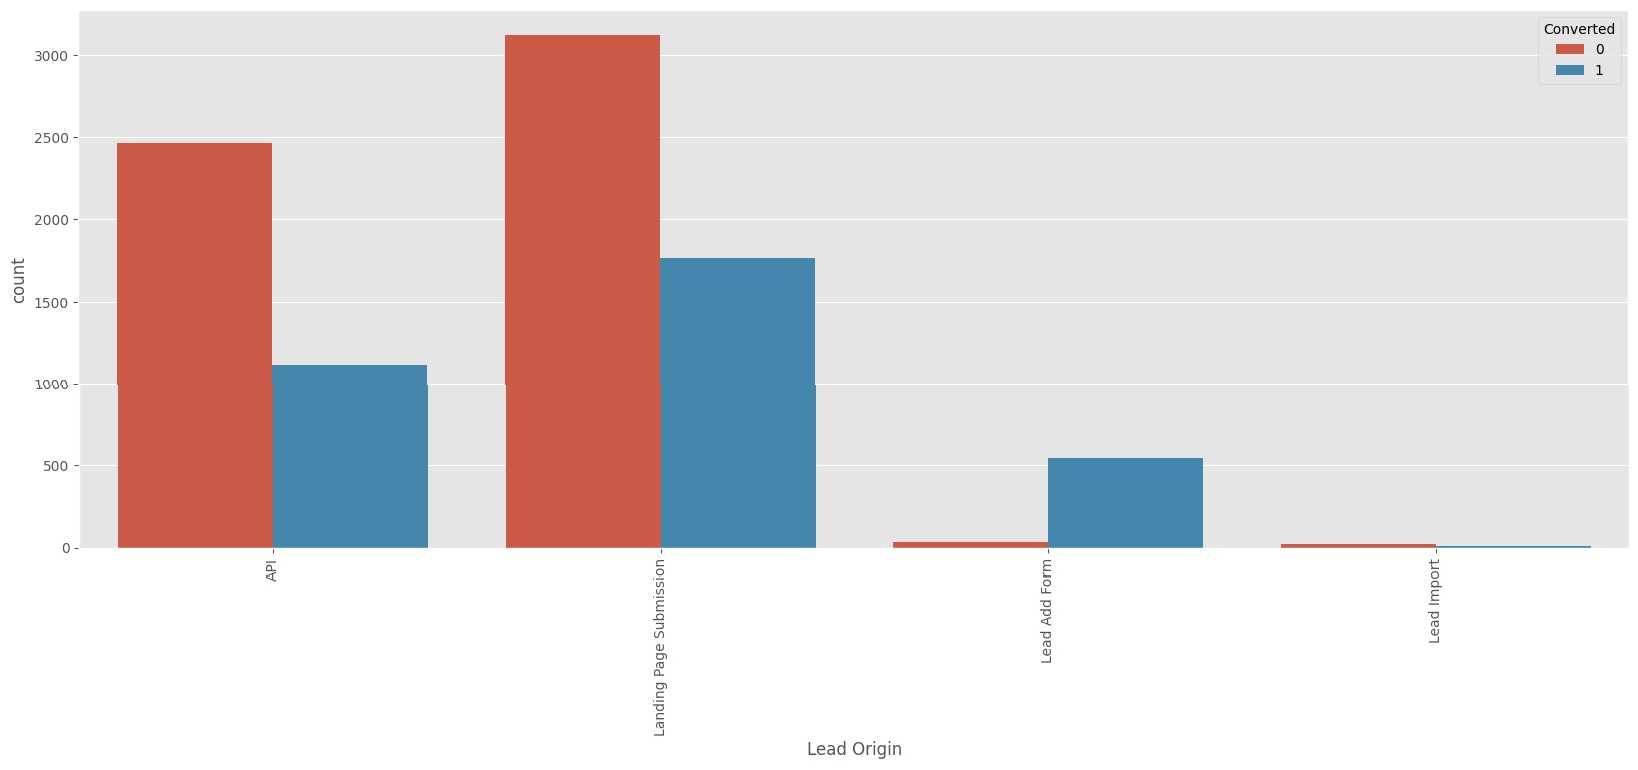 Converted
0
1
3000
2500
2000
1500
1000
500
0
count
API
Landing Page Submission
Lead Add Form
Lead Import
Lead Origin